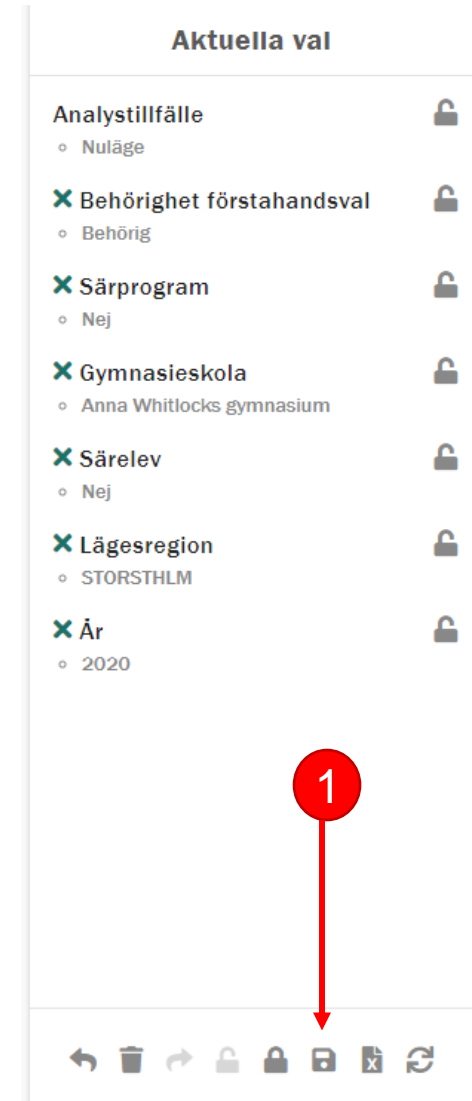 Aktuella val
Analystillfälle
Nuläge
Behörighet förstahandsval
Behörig
Särprogram
Nej
Gymnasieskola
Anna Whitlocks gymnasium
Särelev
Nej
Lägesregion
STORSTHLM
År
2020
1